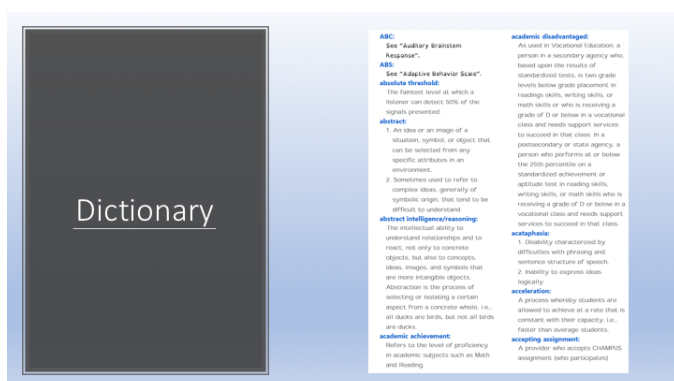 Dictionary
ABC:
See "Auditory Brainstem
Response".
ABS:
See "Adaptive Behavior Scale".
absolute threshold:
The faintest level at which a
listener can detect 50% of the
signals presented.
abstract:
1. An idea or an image of a
situation, symbol, or object that
can be selected from any
specific attributes in an
environment.
2. Sometimes used to refer to
complex ideas, generally of
symbolic origin, that tend to be
difficult to understand.
abstract intelligence/reasoning:
The intellectual ability to
understand relationships and to
react, not only to concrete
objects, but also to concepts,
ideas, images, and symbols that
are more intangible objects.
Abstraction is the process of
selecting or isolating a certain
aspect from a concrete whole, i.e.,
all ducks are birds, but not all birds
are ducks.
academic achievement:
Refers to the level of proficiency
in academic subjects such as Math
and Reading.
academic disadvantaged:
As used in Vocational Education, a
person in a secondary agency who,
based upon the results of
standardized tests, is two grade
levels below grade placement in
readings skills, writing skills, or
math skills or who is receiving a
grade of D or below in a vocational
class and needs support services
to succeed in that class. In a
postsecondary or state agency, a
person who performs at or below
the 25th percentile on a
standardized achievement or
aptitude test in reading skills,
writing skills, or math skills who is
receiving a grade of D or below in a
vocational class and needs support
services to succeed in that class.
acataphasia:
1. Disability characterized by
difficulties with phrasing and
sentence structure of speech.
2. Inability to express ideas
logically.
acceleration:
A process whereby students are
allowed to achieve at a rate that is
constant with their capacity, i.e.,
faster than average students.
accepting assignment:
A provider who accepts CHAMPUS
assignment (who participates)